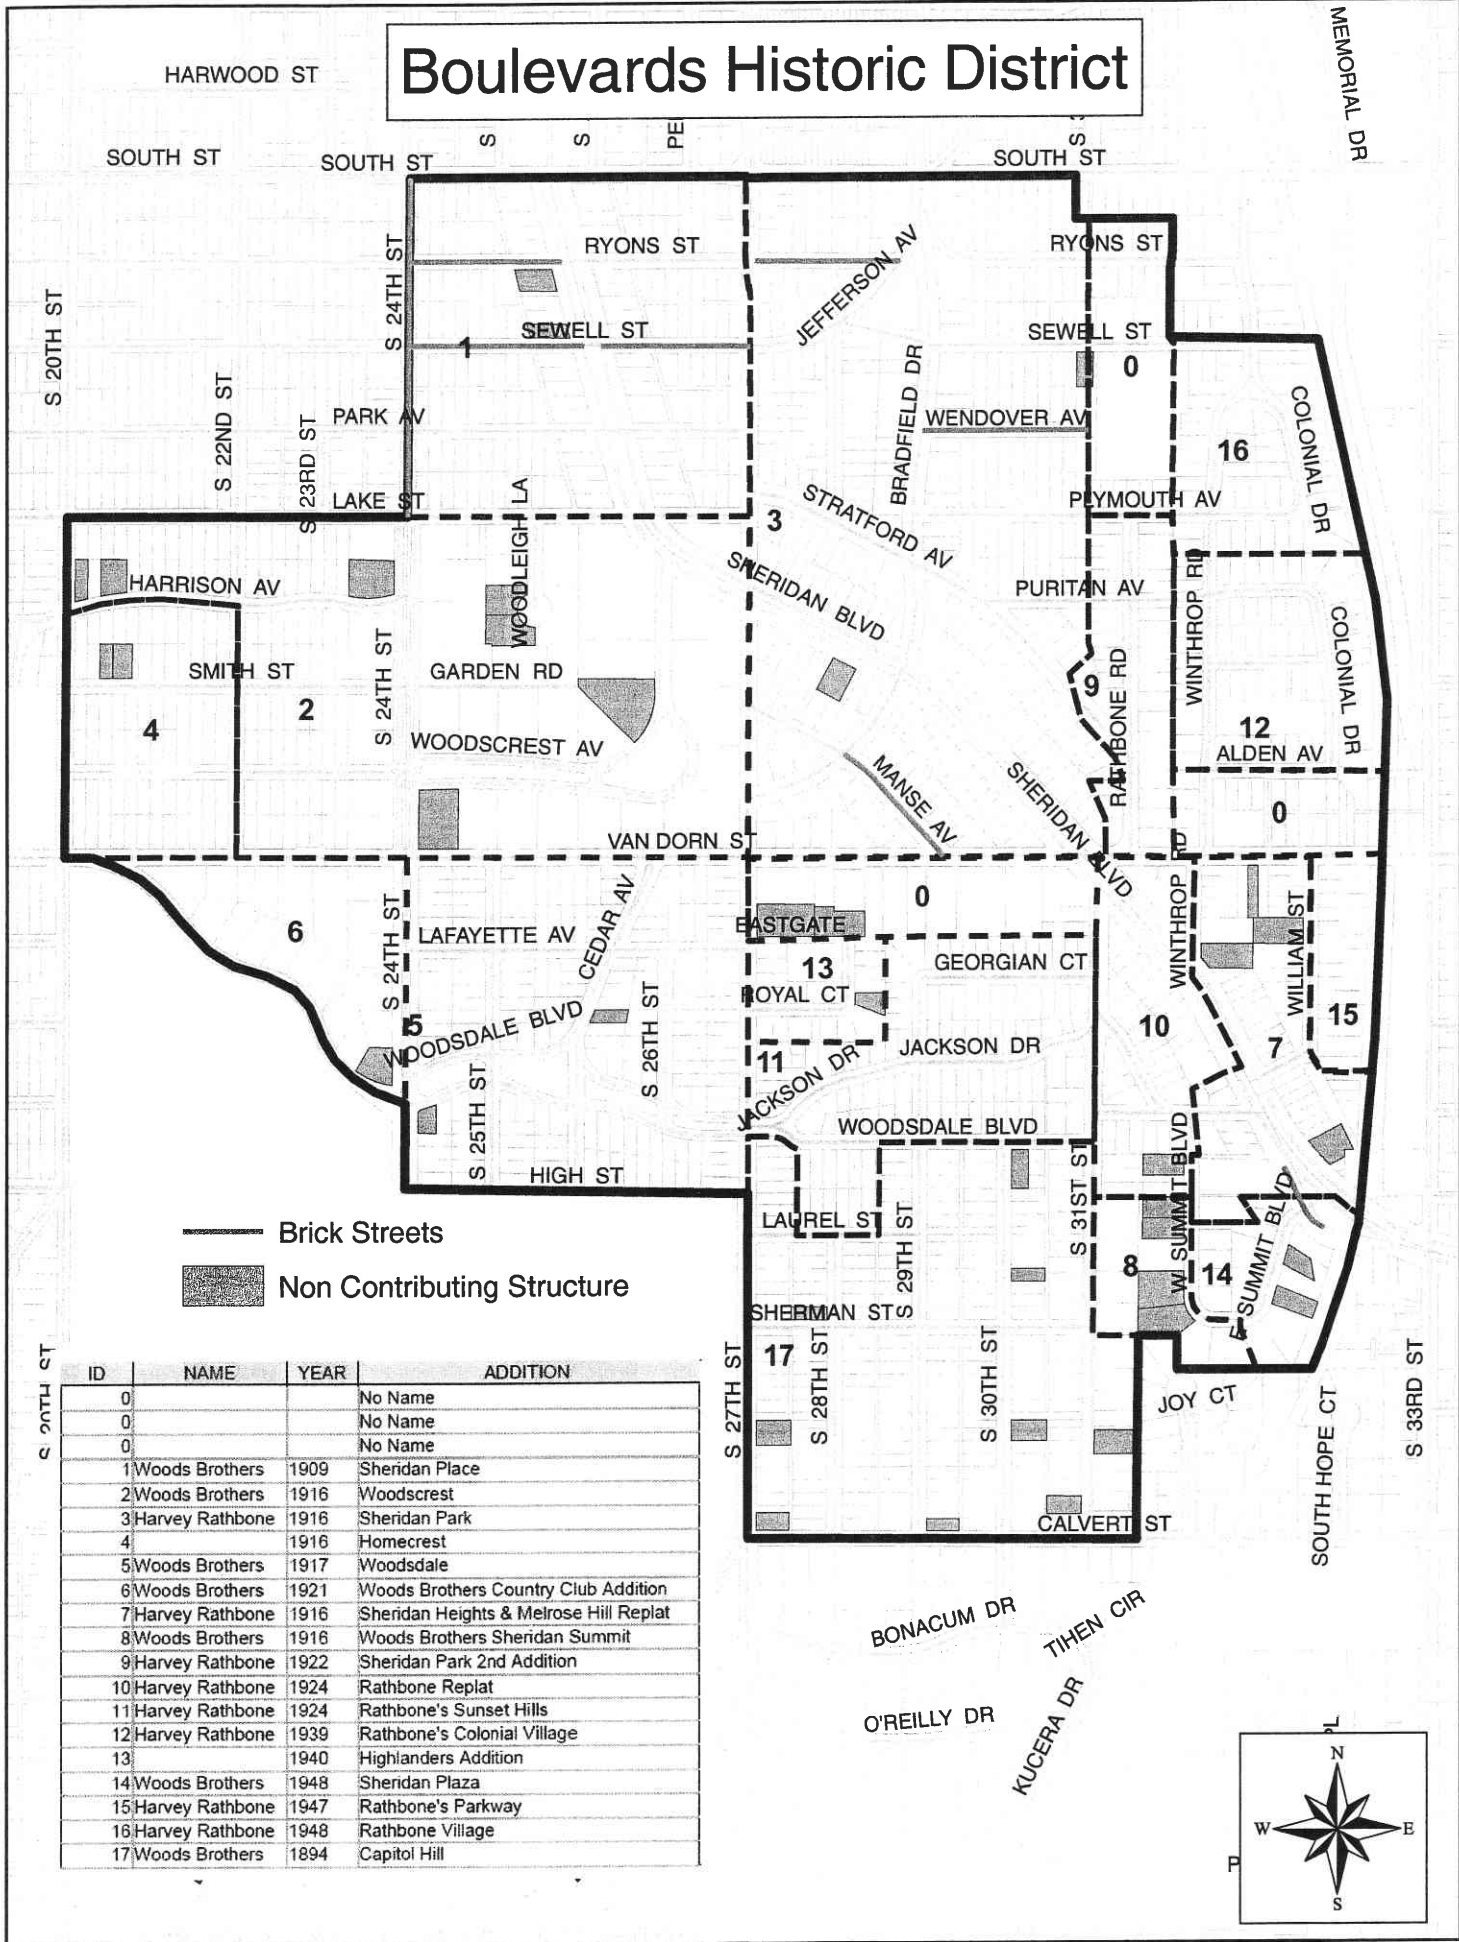 Boulevards Historic District
MEMORIAL DR
HARWOOD ST
S
S
PE
S
SOUTH ST
SOUTH ST
SOUTH ST
RYONS ST
JEFFERSON AV
RYONS ST
S 24TH ST
S 20TH ST
SEWELL ST
1
SEWELL ST
0
S 22ND ST
S 23RD ST
PARK AV
BRADFIELD DR
WENDOVER AV
COLONIAL DR
16
LAKE ST
WOODLEIGH LA
3
STRATFORD AV
PLYMOUTH AV
HARRISON AV
SHERIDAN BLVD
PURITAN AV
WINTHROP RD
COLONIAL DR
SMITH ST
S 24TH ST
GARDEN RD
9
RATHBONE RD
2
4
12
WOODSCREST AV
ALDEN AV
MANSE AV
SHERIDAN BLVD
0
VAN DORN ST
6
S 24TH ST
CEDAR AV
0
WINTHROP RD
WILLIAM ST
LAFAYETTE AV
EASTGATE
13
GEORGIAN CT
ROYAL CT
5
WOODSDALE BLVD
S 26TH ST
10
15
7
11
JACKSON DR
JACKSON DR
S 25TH ST
WOODSDALE BLVD
HIGH ST
S 31ST ST
W SUMMIT BLVD
E SUMMIT BLVD
LAUREL ST
S 29TH ST
8
14
Brick Streets
Non Contributing Structure
SHERMAN ST
S 27TH ST
17
S 28TH ST
S 30TH ST
JOY CT
SOUTH HOPE CT
S 33RD ST
S 20TH ST
CALVERT ST
ID NAME YEAR ADDITION
0 No Name
0 No Name
0 No Name
1 Woods Brothers 1909 Sheridan Place
2 Woods Brothers 1916 Woodscrest
3 Harvey Rathbone 1916 Sheridan Park
4 1916 Homecrest
5 Woods Brothers 1917 Woodsdale
6 Woods Brothers 1921 Woods Brothers Country Club Addition
7 Harvey Rathbone 1916 Sheridan Heights & Melrose Hill Replat
8 Woods Brothers 1916 Woods Brothers Sheridan Summit
9 Harvey Rathbone 1922 Sheridan Park 2nd Addition
10 Harvey Rathbone 1924 Rathbone Replat
11 Harvey Rathbone 1924 Rathbone's Sunset Hills
12 Harvey Rathbone 1939 Rathbone's Colonial Village
13 1940 Highlanders Addition
14 Woods Brothers 1948 Sheridan Plaza
15 Harvey Rathbone 1947 Rathbone's Parkway
16 Harvey Rathbone 1948 Rathbone Village
17 Woods Brothers 1894 Capitol Hill
BONACUM DR
TIHEN CIR
O'REILLY DR
KUCERA DR
P
N
W
E
S